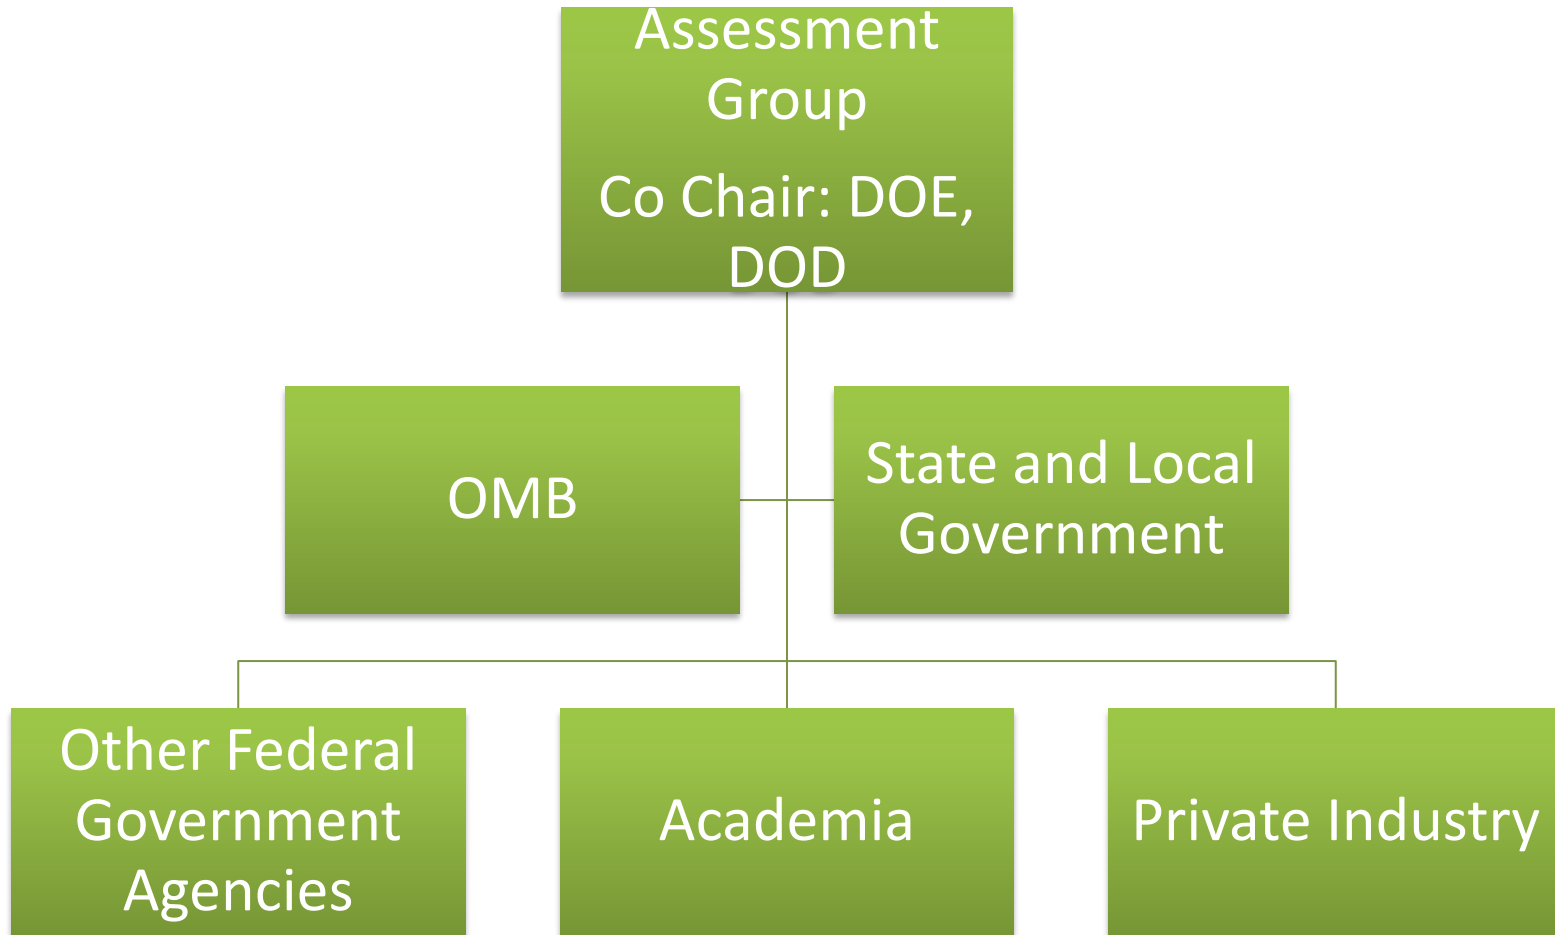 Assessment
Group
Co Chair: DOE,
DOD
OMB
State and Local
Government
Other Federal
Government
Agencies
Academia
Private Industry